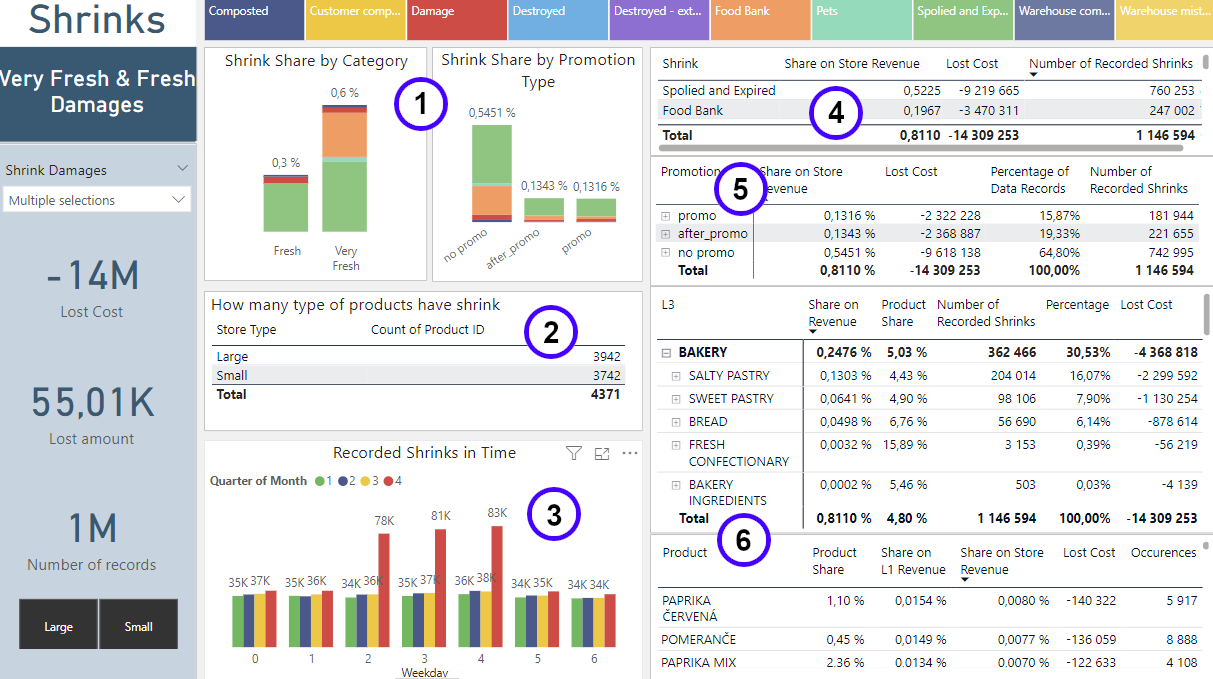 Shrinks
Composted
Customer comp...
Damage
Destroyed
Destroyed - ext...
Food Bank
Pets
Spolied and Exp...
Warehouse com...
Warehouse mist...
Very Fresh & Fresh
Damages
Shrink Damages
Multiple selections
-14M
Lost Cost
55,01K
Lost amount
1M
Number of records
Large
Small
Shrink Share by Category
0,3 %
0,6 %
Fresh
Very
Fresh
1
Shrink Share by Promotion
Type
0,5451 %
0,1343 %
0,1316 %
no promo
after_promo
promo
How many type of products have shrink
2
Store Type Count of Product ID
Large 3942
Small 3742
Total 4371
Recorded Shrinks in Time
Quarter of Month 1 2 3 4
3
35K 37K 35K 36K 34K 36K 78K 35K 37K 81K 36K 38K 83K 34K 35K 34K 34K
0 1 2 3 4 5 6
Weekday
Shrink Share on Store Revenue Lost Cost Number of Recorded Shrinks
Spolied and Expired 0,5225 -9 219 665 760 253
Food Bank 0,1967 -3 470 311 247 002
Total 0,8110 -14 309 253 1 146 594
4
Promotion Share on Store Revenue Lost Cost Percentage of Data Records Number of Recorded Shrinks
5
promo 0,1316 % -2 322 228 15,87% 181 944
after_promo 0,1343 % -2 368 887 19,33% 221 655
no promo 0,5451 % -9 618 138 64,80% 742 995
Total 0,8110 % -14 309 253 100,00% 1 146 594
L3 Share on Revenue Product Share Number of Recorded Shrinks Percentage Lost Cost
BAKERY 0,2476 % 5,03 % 362 466 30,53% -4 368 818
SALTY PASTRY 0,1303 % 4,43 % 204 014 16,07% -2 299 592
SWEET PASTRY 0,0641 % 4,90 % 98 106 7,90% -1 130 254
BREAD 0,0498 % 6,76 % 56 690 6,14% -878 614
FRESH CONFECTIONARY 0,0032 % 15,89 % 3 153 0,39% -56 219
BAKERY INGREDIENTS 0,0002 % 5,46 % 503 0,03% -4 139
Total 0,8110 % 4,80 % 1 146 594 100,00% -14 309 253
6
Product Product Share Share on L1 Revenue Share on Store Revenue Lost Cost Occurences
PAPRIKA ČERVENÁ 1,10 % 0,0154 % 0,0080 % -140 322 5 917
POMERANČE 0,45 % 0,0149 % 0,0077 % -136 059 8 888
PAPRIKA MIX 2.36 % 0.0134 % 0.0070 % -122 633 4 108